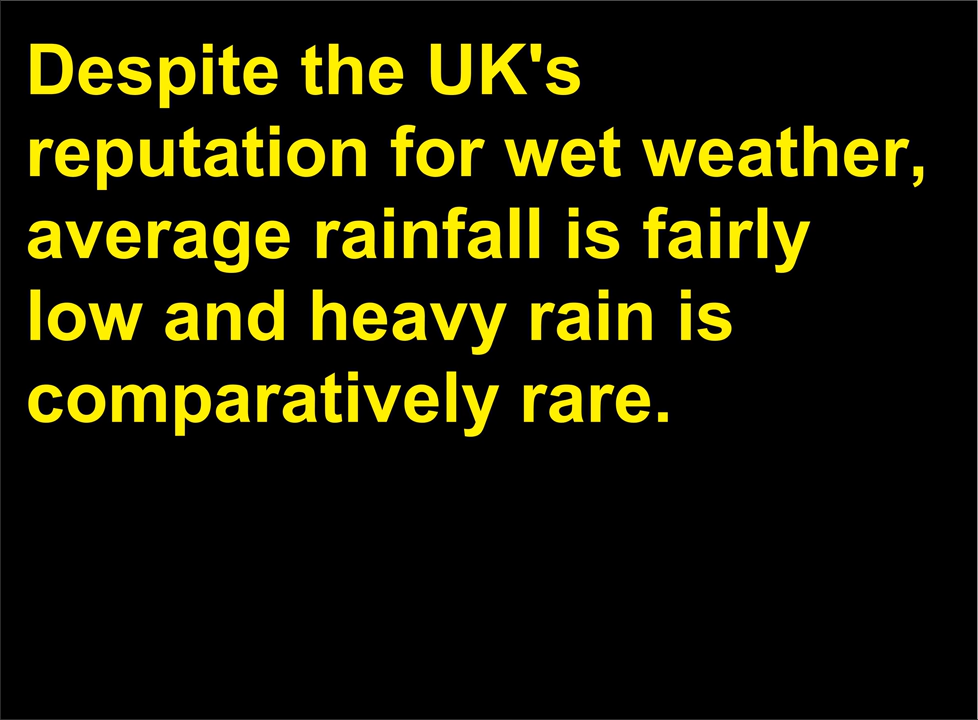 Despite the UK's
reputation for wet weather,
average rainfall is fairly
low and heavy rain is
comparatively rare.